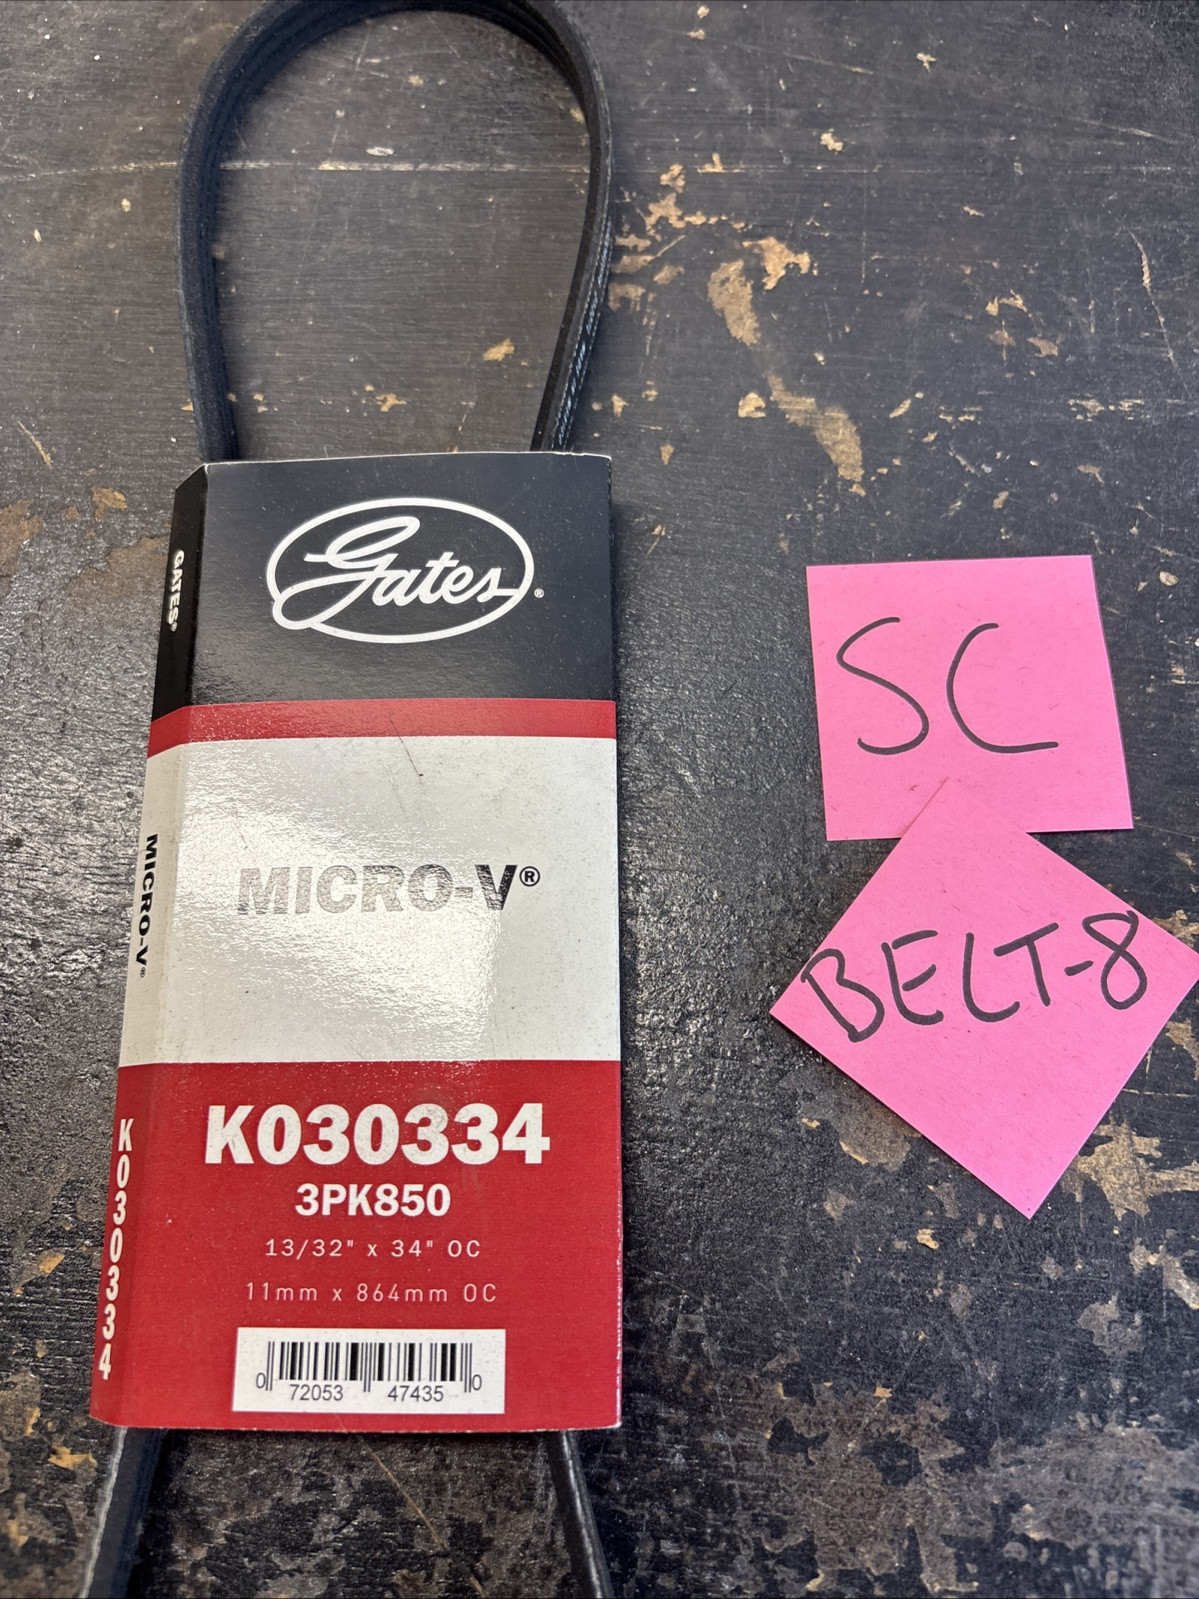 Gates®
GATES®
MICRO-V®
MICRO-V®
K030334
K030334
3PK850
13/32" x 34" OC
11mm x 864mm OC
0 72053 47435 0
SC
BELT-8